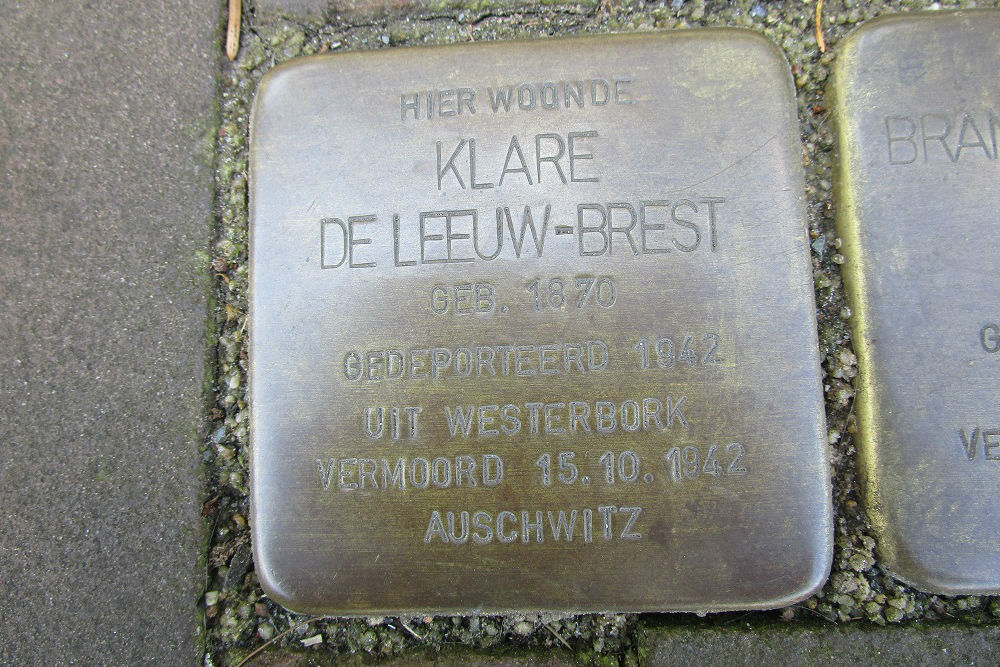 HIER WOONDE
KLARE
DE LEEUW-BREST
GEB. 1870
GEDEPORTEERD 1942
UIT WESTERBORK
VERMOORD 15.10.1942
AUSCHWITZ